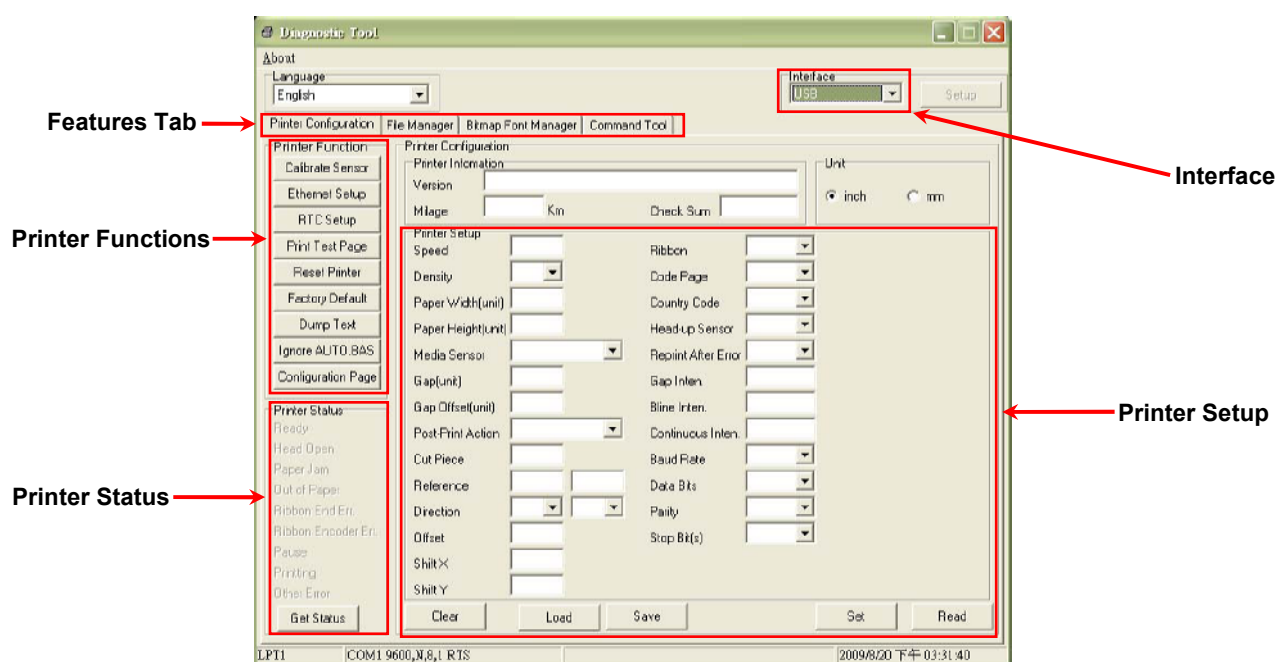 Diagnostic Tool
About
Language
English
Interface
USB
Setup
Features Tab
Printer Configuration File Manager Bitmap Font Manager Command Tool
Interface
Printer Functions
Printer Function
Calibrate Sensor
Ethernet Setup
RTC Setup
Print Test Page
Reset Printer
Factory Default
Dump Text
Ignore AUTO.BAS
Configuration Page
Printer Configuration
Printer Information
Version
Milage Km Check Sum
Unit
inch mm
Printer Setup
Speed Ribbon
Density Code Page
Paper Width(unit) Country Code
Paper Height(unit) Head-up Sensor
Media Sensor Reprint After Error
Gap(unit) Gap Inten.
Gap Offset(unit) Bline Inten.
Post-Print Action Continuous Inten.
Cut Piece Baud Rate
Reference Data Bits
Direction Parity
Offset Stop Bit(s)
Shift X
Shift Y
Clear Load Save Set Read
Printer Setup
Printer Status
Printer Status
Ready
Head Open
Paper Jam
Out of Paper
Ribbon End Err.
Ribbon Encoder Err.
Pause
Printing
Other Error
Get Status
LPT1 COM1 9600,N,8,1 RTS 2009/8/20 下午 03:31:40